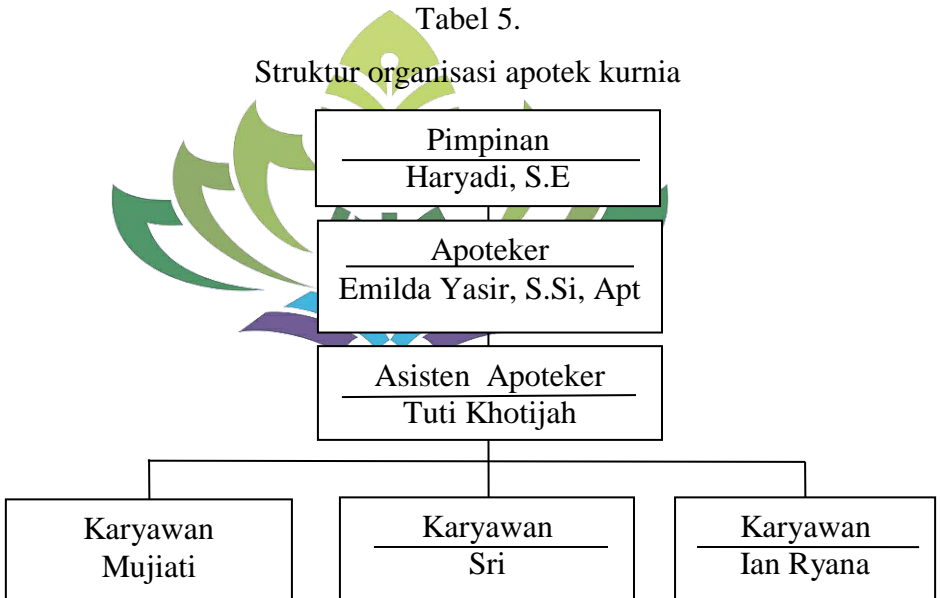 Tabel 5.
Struktur organisasi apotek kurnia
Pimpinan
Haryadi, S.E
Apoteker
Emilda Yasir, S.Si, Apt
Asisten Apoteker
Tuti Khotijah
Karyawan
Mujiati
Karyawan
Sri
Karyawan
Ian Ryana